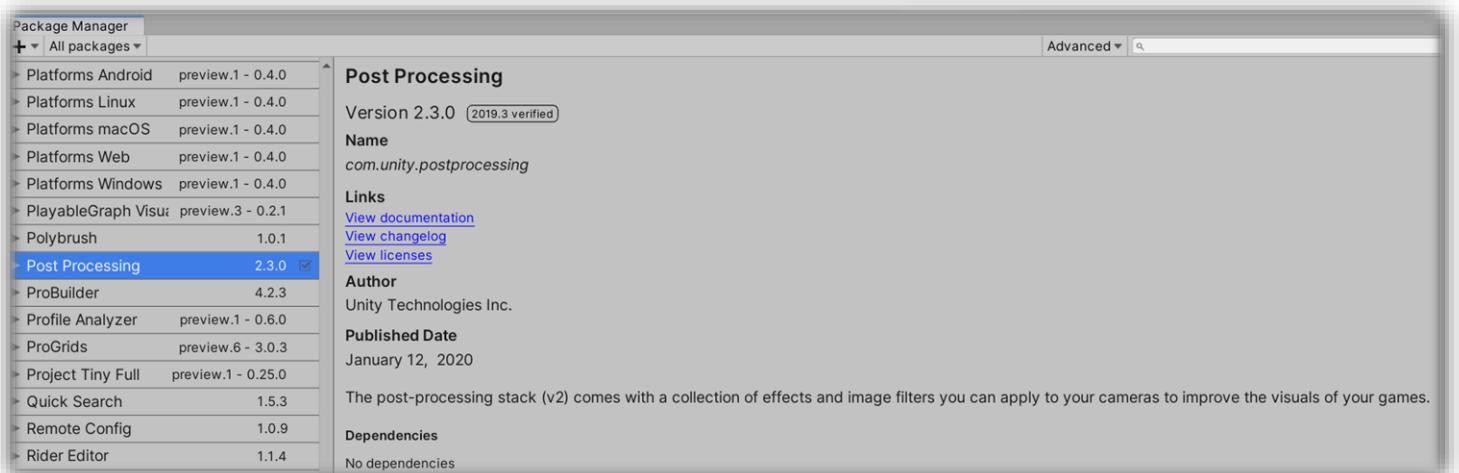 Package Manager
+ All packages Advanced
Platforms Android preview.1 - 0.4.0
Platforms Linux preview.1 - 0.4.0
Platforms macOS preview.1 - 0.4.0
Platforms Web preview.1 - 0.4.0
Platforms Windows preview.1 - 0.4.0
PlayableGraph Visua preview.3 - 0.2.1
Polybrush 1.0.1
Post Processing 2.3.0
ProBuilder 4.2.3
Profile Analyzer preview.1 - 0.6.0
ProGrids preview.6 - 3.0.3
Project Tiny Full preview.1 - 0.25.0
Quick Search 1.5.3
Remote Config 1.0.9
Rider Editor 1.1.4
Post Processing
Version 2.3.0 2019.3 verified
Name
com.unity.postprocessing
Links
View documentation
View changelog
View licenses
Author
Unity Technologies Inc.
Published Date
January 12, 2020
The post-processing stack (v2) comes with a collection of effects and image filters you can apply to your cameras to improve the visuals of your games.
Dependencies
No dependencies